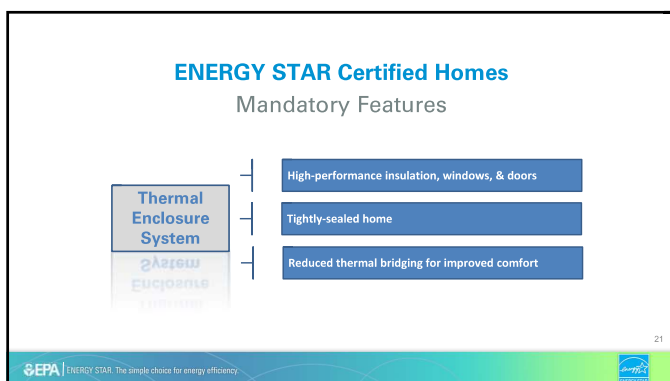 ENERGY STAR Certified Homes
Mandatory Features
Thermal
Enclosure
System
High-performance insulation, windows, & doors
Tightly-sealed home
Reduced thermal bridging for improved comfort
21
EPA ENERGY STAR. The simple choice for energy efficiency.